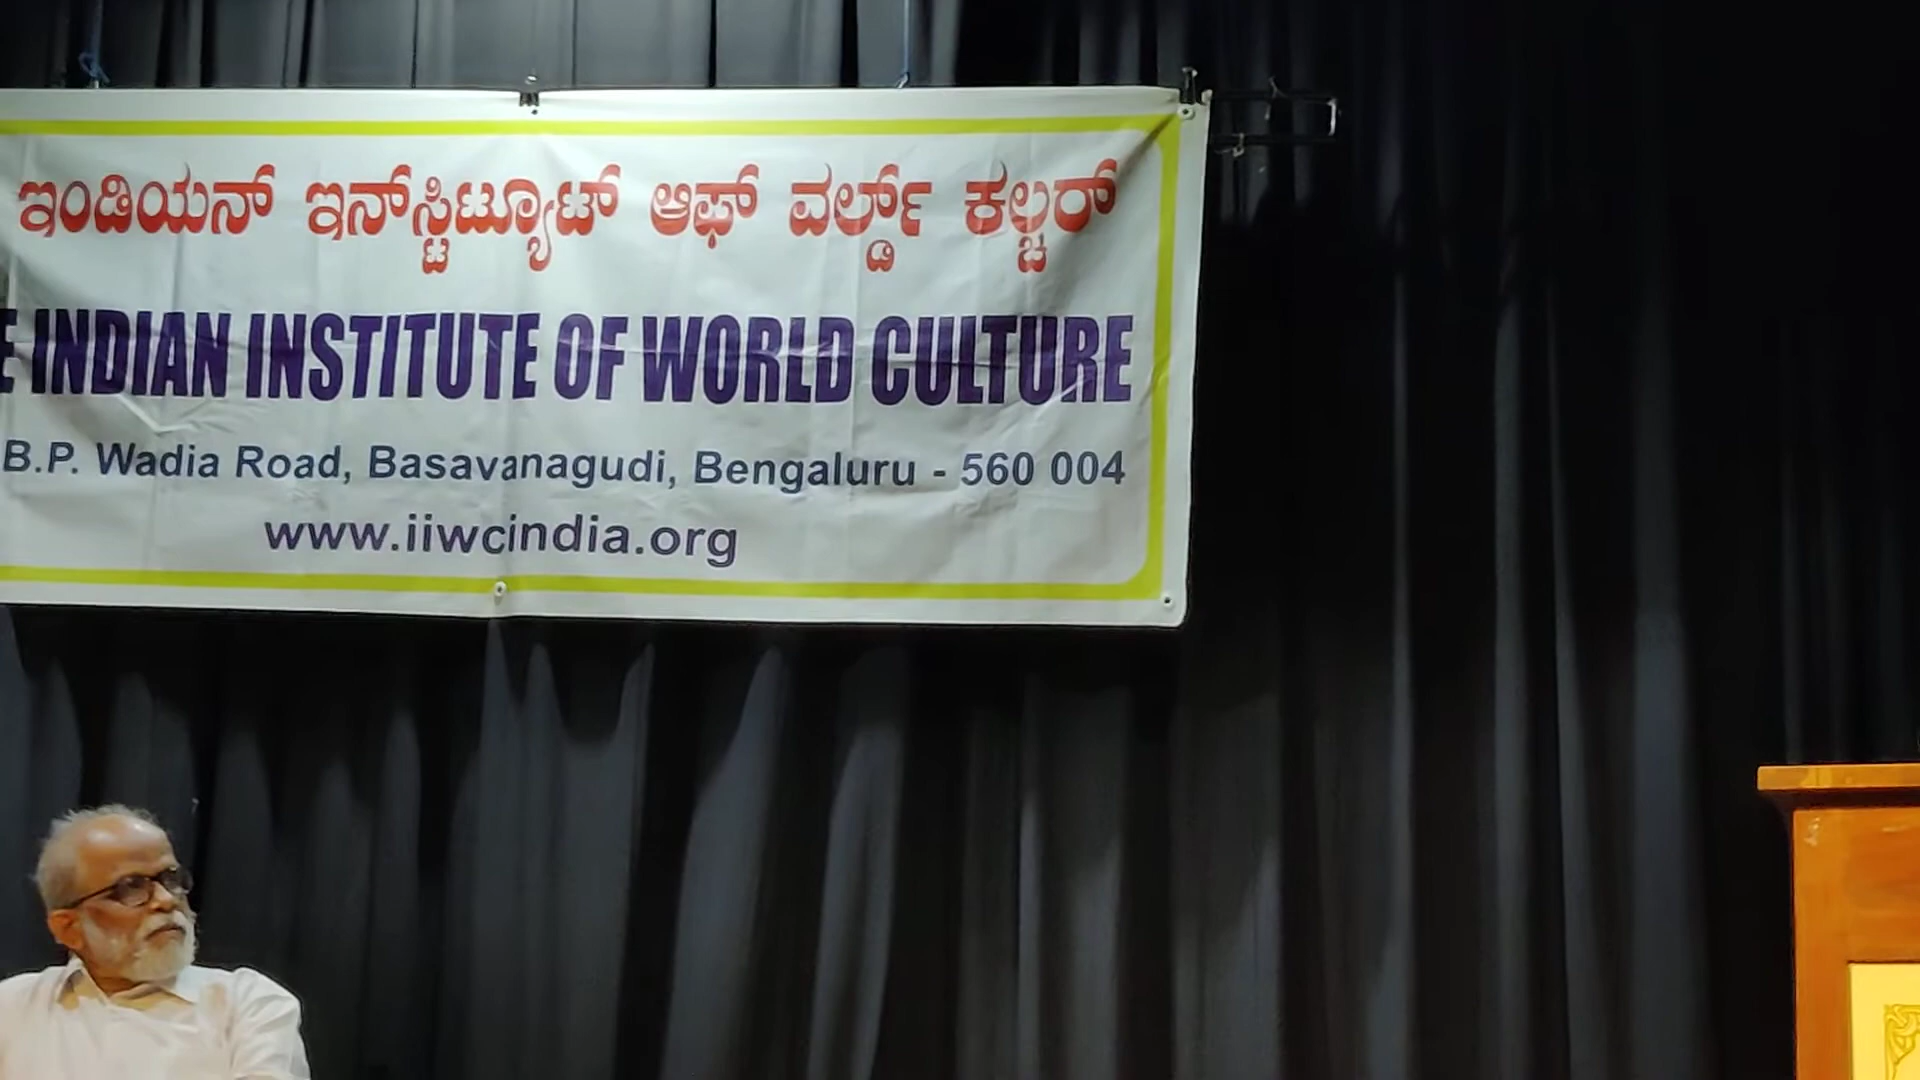 ಇಂಡಿಯನ್ ಇನ್‌ಸ್ಟಿಟ್ಯೂಟ್ ಆಫ್ ವರ್ಲ್ಡ್ ಕಲ್ಚರ್
E INDIAN INSTITUTE OF WORLD CULTURE
B.P. Wadia Road, Basavanagudi, Bengaluru - 560 004
www.iiwcindia.org